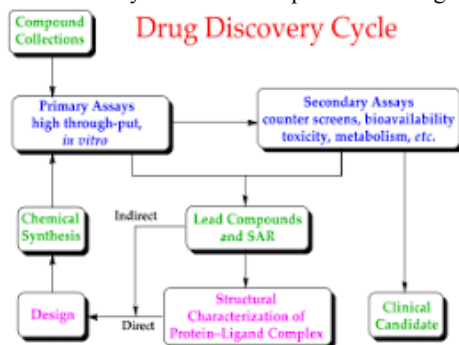 Compound
Collections
Drug Discovery Cycle
Primary Assays
high through-put,
in vitro
Secondary Assays
counter screens, bioavailability
toxicity, metabolism, etc.
Chemical
Synthesis
Indirect
Lead Compounds
and SAR
Design
Direct
Structural
Characterization of
Protein–Ligand Complex
Clinical
Candidate